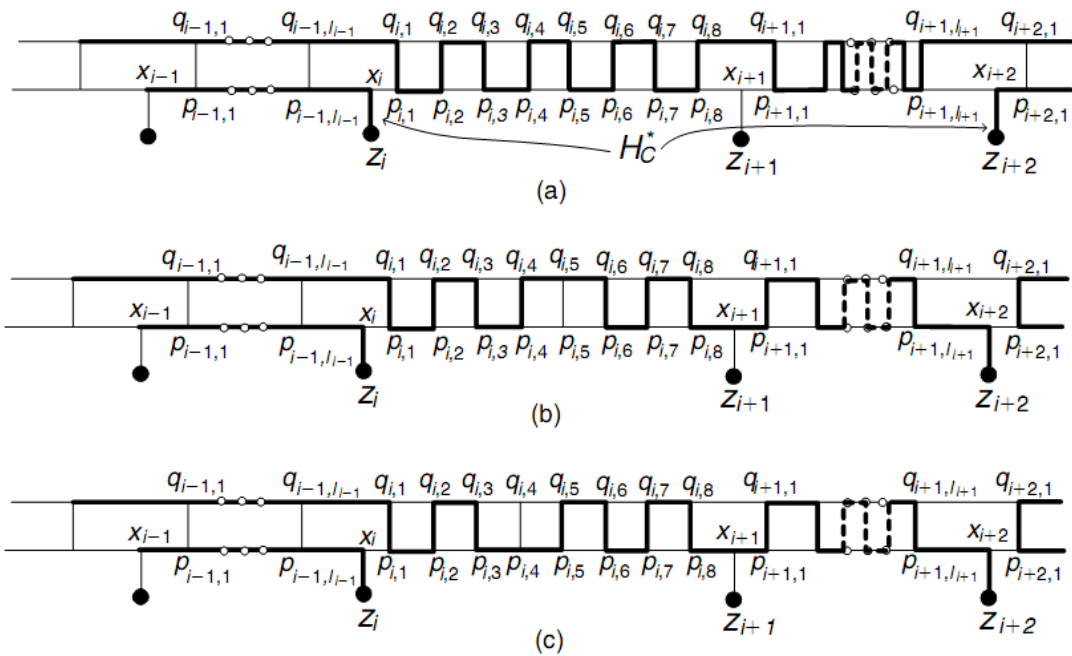 q_{i-1,1} q_{i-1,l_{i-1}} q_{i,1} q_{i,2} q_{i,3} q_{i,4} q_{i,5} q_{i,6} q_{i,7} q_{i,8} q_{i+1,1} q_{i+1,l_{i+1}} q_{i+2,1}
x_{i-1} x_i x_{i+1} x_{i+2}
p_{i-1,1} p_{i-1,l_{i-1}} p_{i,1} p_{i,2} p_{i,3} p_{i,4} p_{i,5} p_{i,6} p_{i,7} p_{i,8} p_{i+1,1} p_{i+1,l_{i+1}} p_{i+2,1}
z_i H_C^* z_{i+1} z_{i+2}
(a)
q_{i-1,1} q_{i-1,l_{i-1}} q_{i,1} q_{i,2} q_{i,3} q_{i,4} q_{i,5} q_{i,6} q_{i,7} q_{i,8} q_{i+1,1} q_{i+1,l_{i+1}} q_{i+2,1}
x_{i-1} x_i x_{i+1} x_{i+2}
p_{i-1,1} p_{i-1,l_{i-1}} p_{i,1} p_{i,2} p_{i,3} p_{i,4} p_{i,5} p_{i,6} p_{i,7} p_{i,8} p_{i+1,1} p_{i+1,l_{i+1}} p_{i+2,1}
z_i z_{i+1} z_{i+2}
(b)
q_{i-1,1} q_{i-1,l_{i-1}} q_{i,1} q_{i,2} q_{i,3} q_{i,4} q_{i,5} q_{i,6} q_{i,7} q_{i,8} q_{i+1,1} q_{i+1,l_{i+1}} q_{i+2,1}
x_{i-1} x_i x_{i+1} x_{i+2}
p_{i-1,1} p_{i-1,l_{i-1}} p_{i,1} p_{i,2} p_{i,3} p_{i,4} p_{i,5} p_{i,6} p_{i,7} p_{i,8} p_{i+1,1} p_{i+1,l_{i+1}} p_{i+2,1}
z_i z_{i+1} z_{i+2}
(c)